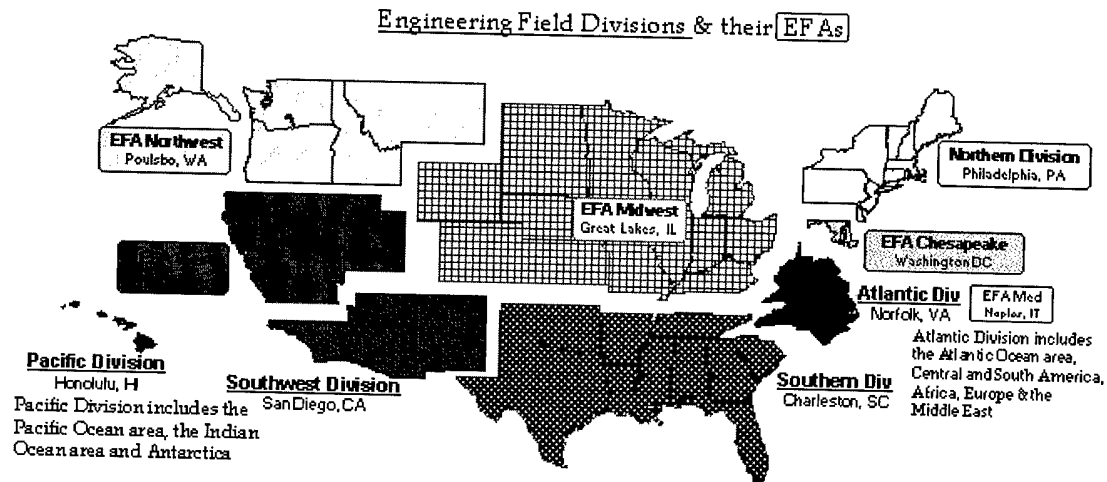 Engineering Field Divisions & their EFAs
EFA Northwest
Poulsbo, WA
Northern Division
Philadelphia, PA
EFA Midwest
Great Lakes, IL
EFA Chesapeake
Washington DC
Atlantic Div
Norfolk, VA
EFA Med
Naples, IT
Atlantic Division includes
the Atlantic Ocean area,
Central and South America,
Africa, Europe & the
Middle East
Pacific Division
Honolulu, HI
Pacific Division includes the
Pacific Ocean area, the Indian
Ocean area and Antarctica
Southwest Division
San Diego, CA
Southern Div
Charleston, SC